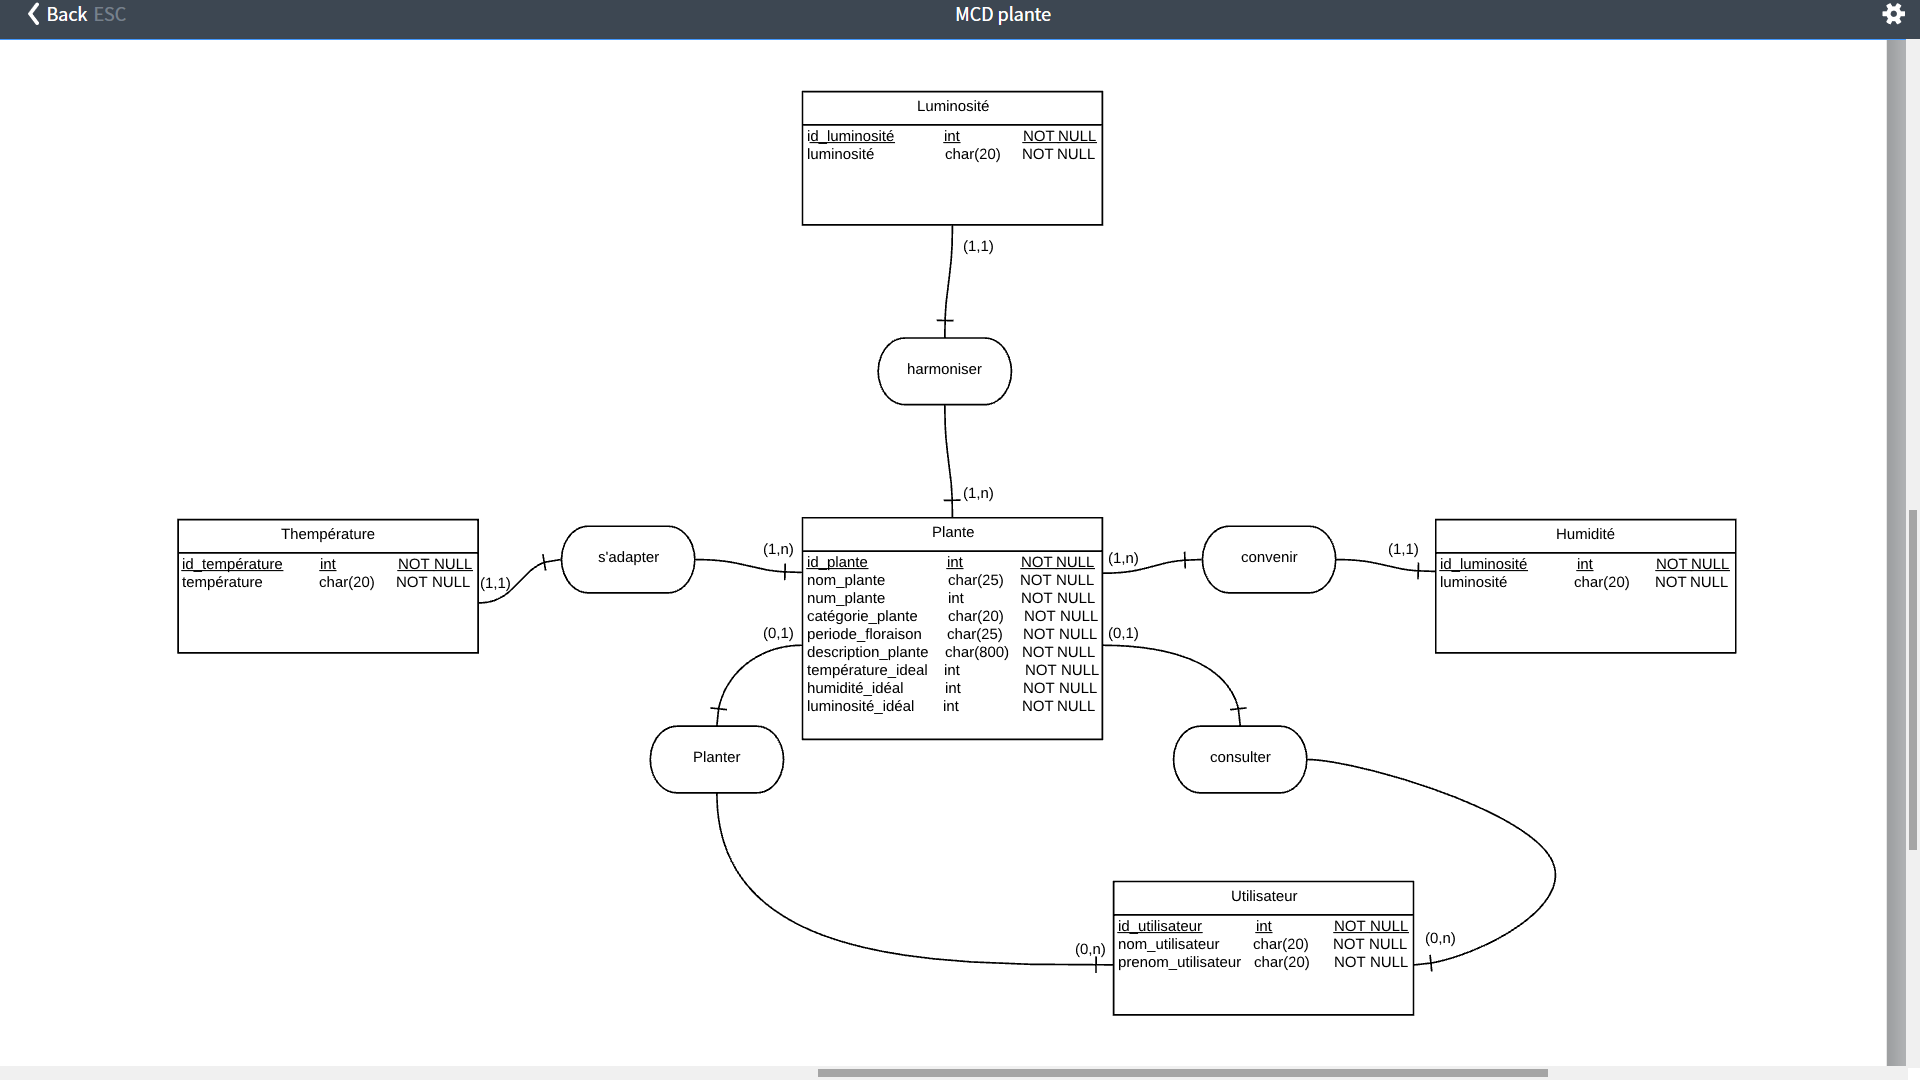 Back ESC
MCD plante
Luminosité
id_luminosité int NOT NULL
luminosité char(20) NOT NULL
(1,1)
harmoniser
(1,n)
Thempérature
id_température int NOT NULL
température char(20) NOT NULL
(1,1)
s'adapter
(1,n)
Plante
id_plante int NOT NULL
nom_plante char(25) NOT NULL
num_plante int NOT NULL
catégorie_plante char(20) NOT NULL
periode_floraison char(25) NOT NULL
description_plante char(800) NOT NULL
température_ideal int NOT NULL
humidité_idéal int NOT NULL
luminosité_idéal int NOT NULL
(1,n)
convenir
(1,1)
Humidité
id_luminosité int NOT NULL
luminosité char(20) NOT NULL
(0,1)
(0,1)
Planter
consulter
Utilisateur
id_utilisateur int NOT NULL
nom_utilisateur char(20) NOT NULL
prenom_utilisateur char(20) NOT NULL
(0,n)
(0,n)